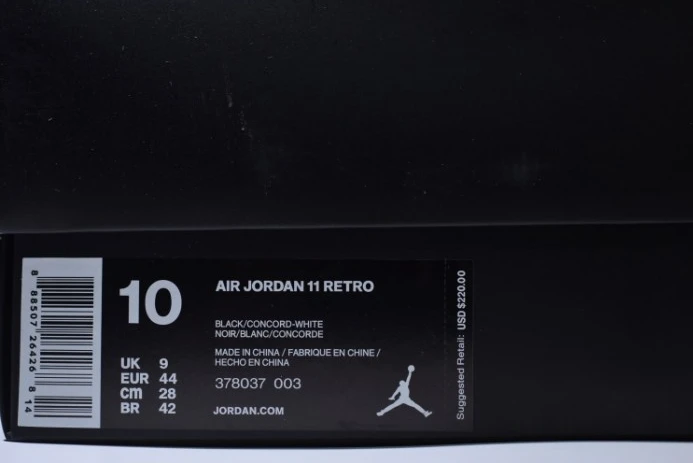 8 88507 26426 8 14
10
UK 9
EUR 44
cm 28
BR 42
AIR JORDAN 11 RETRO
BLACK/CONCORD-WHITE
NOIR/BLANC/CONCORDE
MADE IN CHINA / FABRIQUE EN CHINE /
HECHO EN CHINA
378037 003
JORDAN.COM
Suggested Retail: USD $220.00